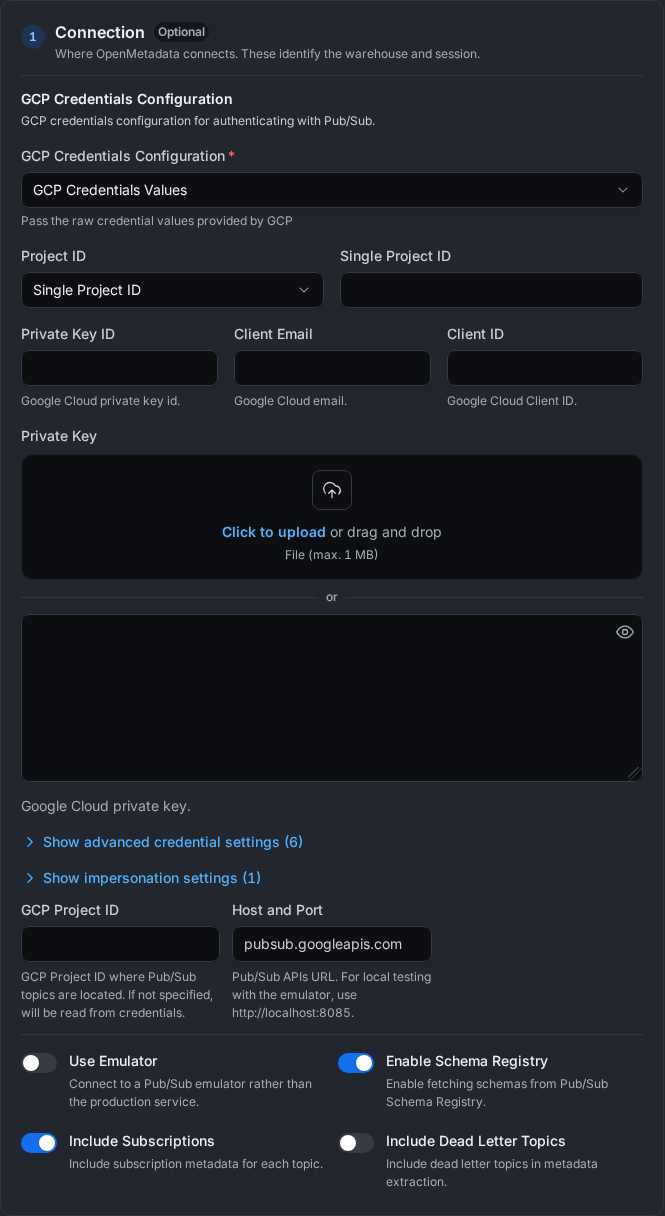 1
Connection Optional
Where OpenMetadata connects. These identify the warehouse and session.
GCP Credentials Configuration
GCP credentials configuration for authenticating with Pub/Sub.
GCP Credentials Configuration *
GCP Credentials Values
Pass the raw credential values provided by GCP
Project ID
Single Project ID
Single Project ID
Private Key ID
Client Email
Client ID
Google Cloud private key id.
Google Cloud email.
Google Cloud Client ID.
Private Key
Click to upload or drag and drop
File (max. 1 MB)
or
Google Cloud private key.
Show advanced credential settings (6)
Show impersonation settings (1)
GCP Project ID
GCP Project ID where Pub/Sub
topics are located. If not specified,
will be read from credentials.
Host and Port
pubsub.googleapis.com
Pub/Sub APIs URL. For local testing
with the emulator, use
http://localhost:8085.
Use Emulator
Connect to a Pub/Sub emulator rather than
the production service.
Enable Schema Registry
Enable fetching schemas from Pub/Sub
Schema Registry.
Include Subscriptions
Include subscription metadata for each topic.
Include Dead Letter Topics
Include dead letter topics in metadata
extraction.